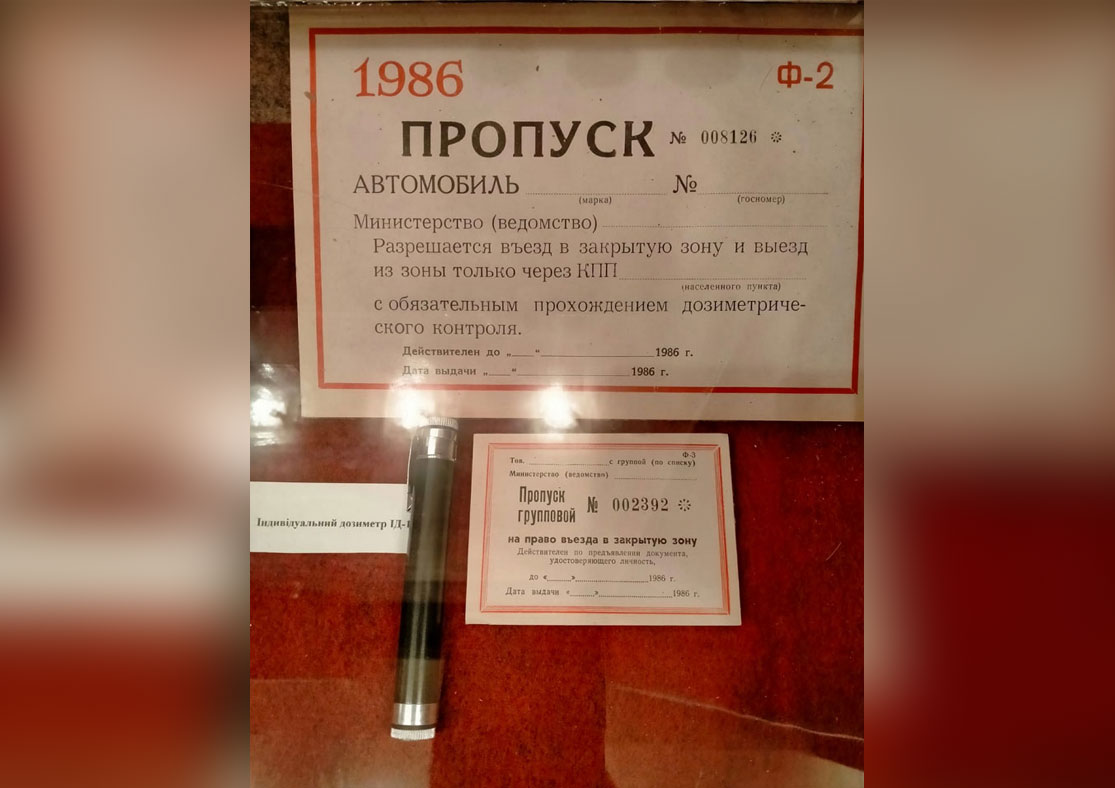 1986 Ф-2
ПРОПУСК № 008126
АВТОМОБИЛЬ №
(марка) (госномер)
Министерство (ведомство)
Разрешается въезд в закрытую зону и выезд
из зоны только через КПП
(населенного пункта)
с обязательным прохождением дозиметриче-
ского контроля.
Действителен до „ “ 1986 г.
Дата выдачи „ “ 1986 г.
Індивідуальний дозиметр ІД-1
Ф-3
Тов. с группой (по списку)
Министерство (ведомство)
Пропуск
групповой № 002392
на право въезда в закрытую зону
Действителен по предъявлении документа,
удостоверяющего личность,
до « » 1986 г.
Дата выдачи « » 1986 г.